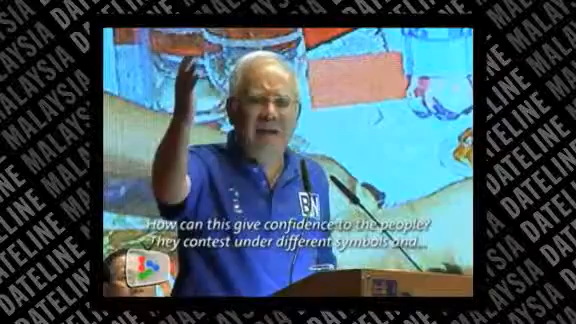 How can this give confidence to the people?
They contest under different symbols and...
BN
DATELINE
MALAYSIA